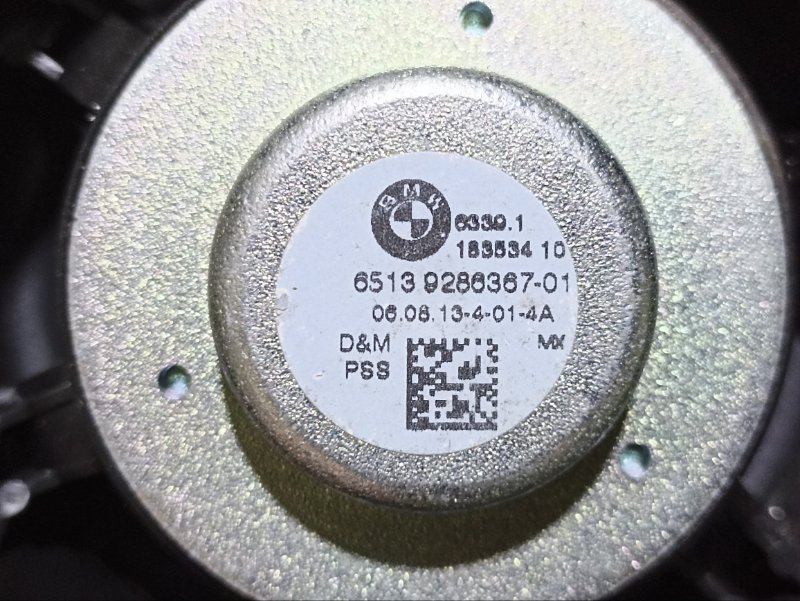 BMW
6339.1
183534 10
6513 9286367-01
06.08.13-4-01-4A
D&M
MX
PSS